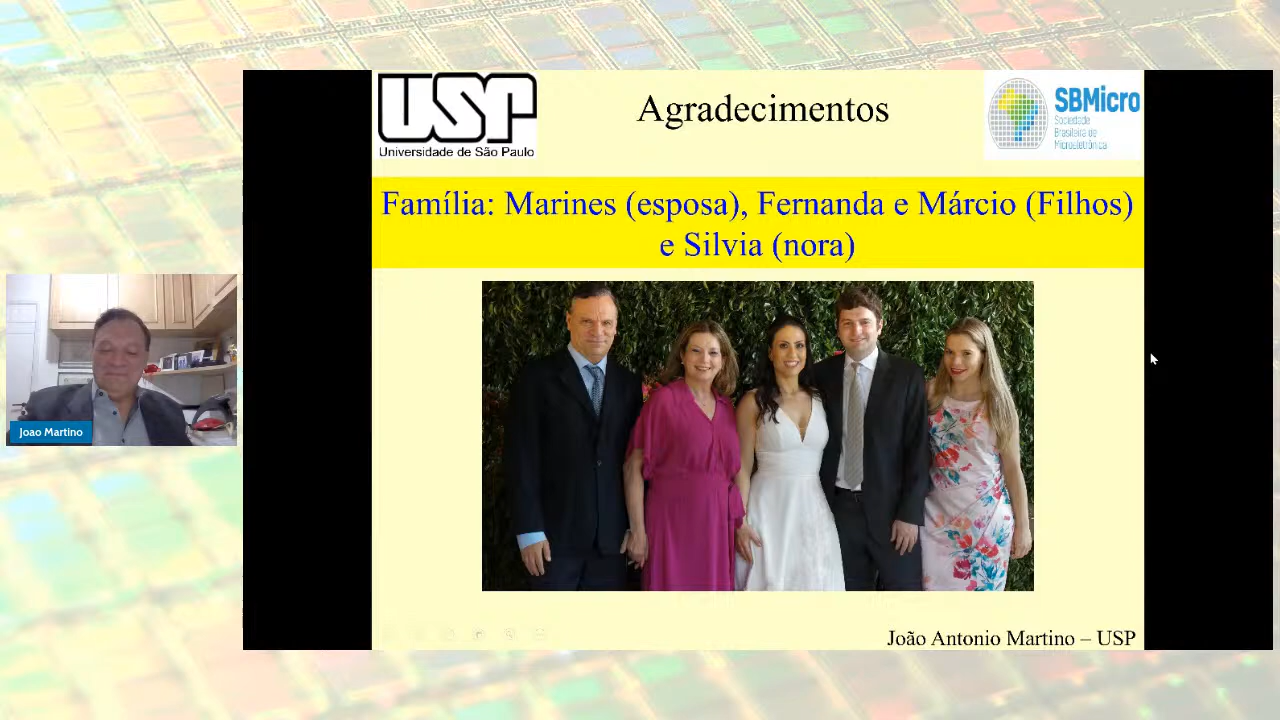 USP
Universidade de São Paulo
Agradecimentos
SBMicro
Sociedade
Brasileira de
Microeletrônica
Família: Marines (esposa), Fernanda e Márcio (Filhos)
e Silvia (nora)
Joao Martino
João Antonio Martino – USP